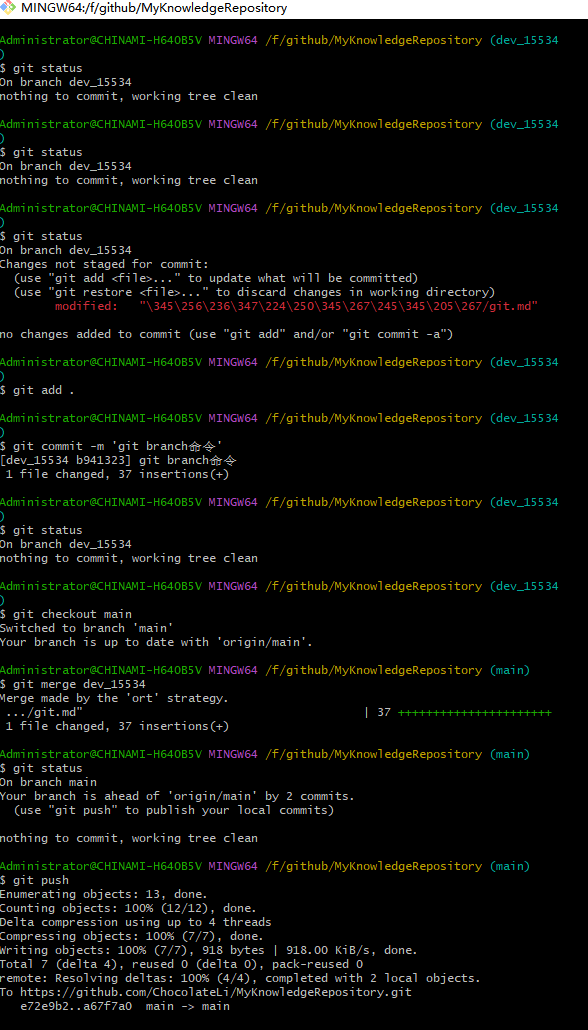 MINGW64:/f/github/MyKnowledgeRepository
Administrator@CHINAMI-H64OB5V MINGW64 /f/github/MyKnowledgeRepository (dev_15534
)
$ git status
On branch dev_15534
nothing to commit, working tree clean
Administrator@CHINAMI-H64OB5V MINGW64 /f/github/MyKnowledgeRepository (dev_15534
)
$ git status
On branch dev_15534
nothing to commit, working tree clean
Administrator@CHINAMI-H64OB5V MINGW64 /f/github/MyKnowledgeRepository (dev_15534
)
$ git status
On branch dev_15534
Changes not staged for commit:
  (use "git add <file>..." to update what will be committed)
  (use "git restore <file>..." to discard changes in working directory)
        modified:   "\345\256\236\347\224\250\345\267\245\345\205\267/git.md"
no changes added to commit (use "git add" and/or "git commit -a")
Administrator@CHINAMI-H64OB5V MINGW64 /f/github/MyKnowledgeRepository (dev_15534
)
$ git add .
Administrator@CHINAMI-H64OB5V MINGW64 /f/github/MyKnowledgeRepository (dev_15534
)
$ git commit -m 'git branch命令'
[dev_15534 b941323] git branch命令
 1 file changed, 37 insertions(+)
Administrator@CHINAMI-H64OB5V MINGW64 /f/github/MyKnowledgeRepository (dev_15534
)
$ git status
On branch dev_15534
nothing to commit, working tree clean
Administrator@CHINAMI-H64OB5V MINGW64 /f/github/MyKnowledgeRepository (dev_15534
)
$ git checkout main
Switched to branch 'main'
Your branch is up to date with 'origin/main'.
Administrator@CHINAMI-H64OB5V MINGW64 /f/github/MyKnowledgeRepository (main)
$ git merge dev_15534
Merge made by the 'ort' strategy.
 .../git.md"                                        | 37 ++++++++++++++++++++++
 1 file changed, 37 insertions(+)
Administrator@CHINAMI-H64OB5V MINGW64 /f/github/MyKnowledgeRepository (main)
$ git status
On branch main
Your branch is ahead of 'origin/main' by 2 commits.
  (use "git push" to publish your local commits)
nothing to commit, working tree clean
Administrator@CHINAMI-H64OB5V MINGW64 /f/github/MyKnowledgeRepository (main)
$ git push
Enumerating objects: 13, done.
Counting objects: 100% (12/12), done.
Delta compression using up to 4 threads
Compressing objects: 100% (7/7), done.
Writing objects: 100% (7/7), 918 bytes | 918.00 KiB/s, done.
Total 7 (delta 4), reused 0 (delta 0), pack-reused 0
remote: Resolving deltas: 100% (4/4), completed with 2 local objects.
To https://github.com/ChocolateLi/MyKnowledgeRepository.git
   e72e9b2..a67f7a0  main -> main